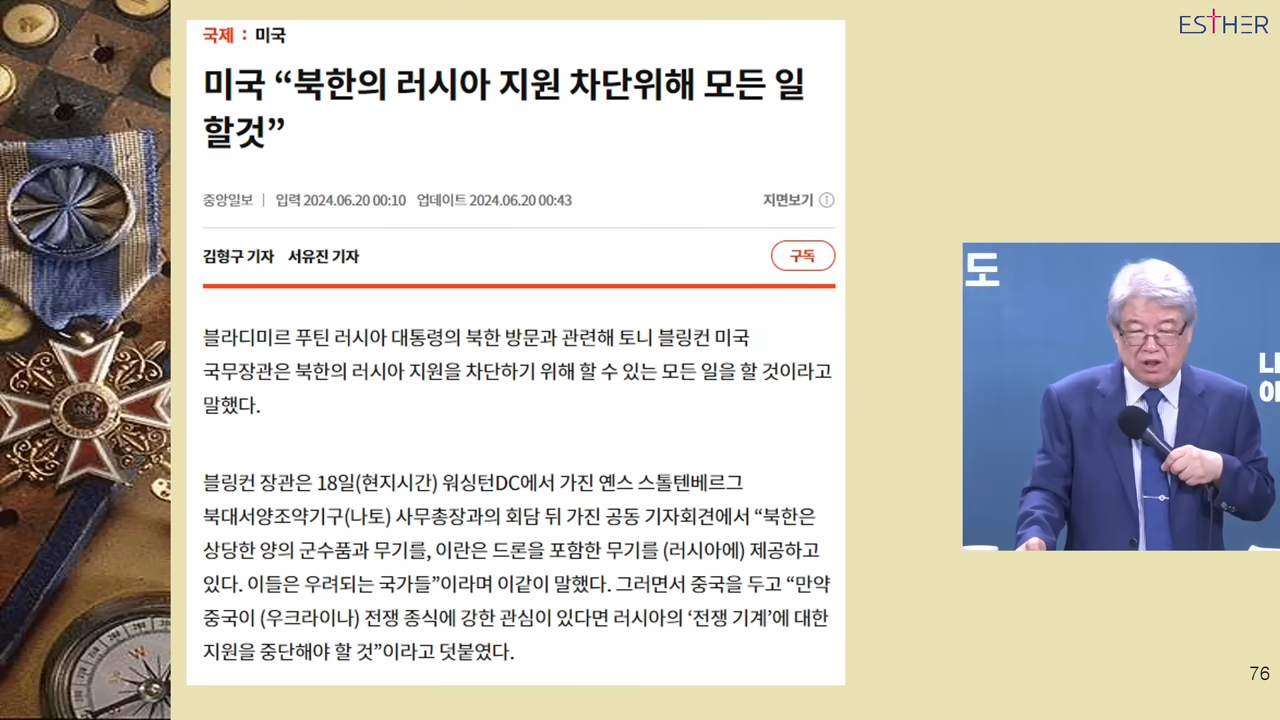 ESTHER
국제 : 미국
미국 “북한의 러시아 지원 차단위해 모든 일
할것”
중앙일보 | 입력 2024.06.20 00:10 업데이트 2024.06.20 00:43 지면보기
김형구 기자 서유진 기자 구독
블라디미르 푸틴 러시아 대통령의 북한 방문과 관련해 토니 블링컨 미국
국무장관은 북한의 러시아 지원을 차단하기 위해 할 수 있는 모든 일을 할 것이라고
말했다.
블링컨 장관은 18일(현지시간) 워싱턴DC에서 가진 옌스 스톨텐베르그
북대서양조약기구(나토) 사무총장과의 회담 뒤 가진 공동 기자회견에서 “북한은
상당한 양의 군수품과 무기를, 이란은 드론을 포함한 무기를 (러시아에) 제공하고
있다. 이들은 우려되는 국가들”이라며 이같이 말했다. 그러면서 중국을 두고 “만약
중국이 (우크라이나) 전쟁 종식에 강한 관심이 있다면 러시아의 ‘전쟁 기계’에 대한
지원을 중단해야 할 것”이라고 덧붙였다.
도
76